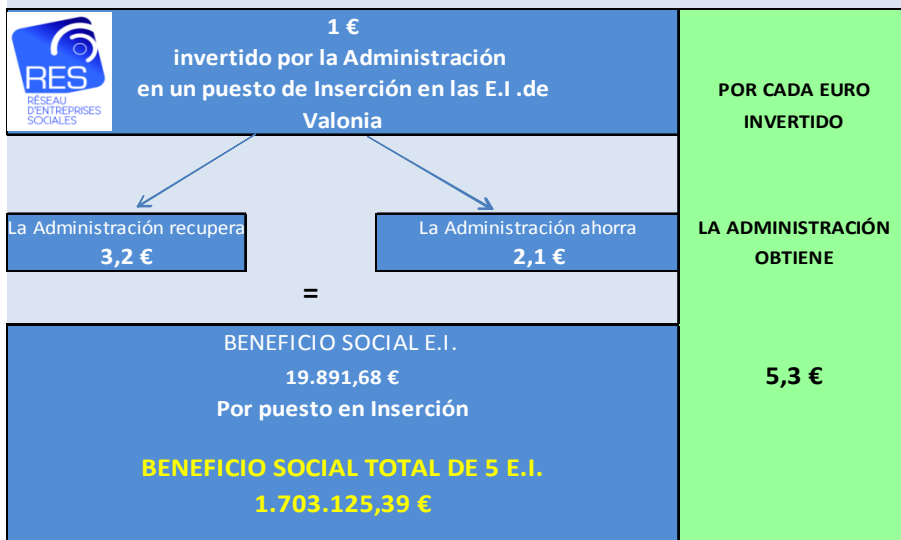 RES
RÉSEAU
D'ENTREPRISES
SOCIALES
1 €
invertido por la Administración
en un puesto de Inserción en las E.I .de
Valonia
POR CADA EURO
INVERTIDO
La Administración recupera
3,2 €
La Administración ahorra
2,1 €
LA ADMINISTRACIÓN
OBTIENE
=
BENEFICIO SOCIAL E.I.
19.891,68 €
Por puesto en Inserción
5,3 €
BENEFICIO SOCIAL TOTAL DE 5 E.I.
1.703.125,39 €